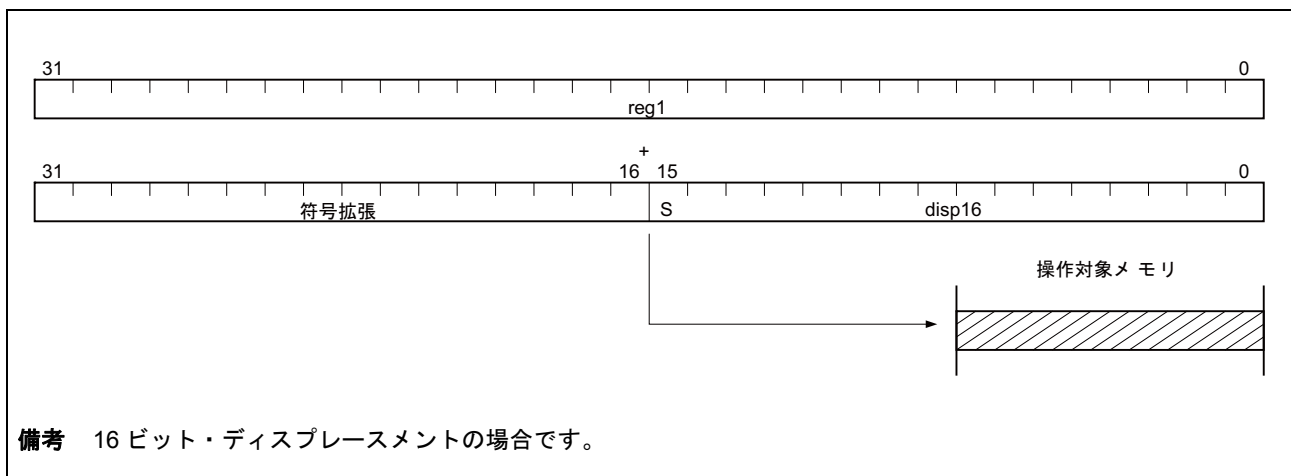 31 0
reg1
+
31 16 15 0
符号拡張 S disp16
操作対象メモリ
備考 16 ビット・ディスプレースメントの場合です。